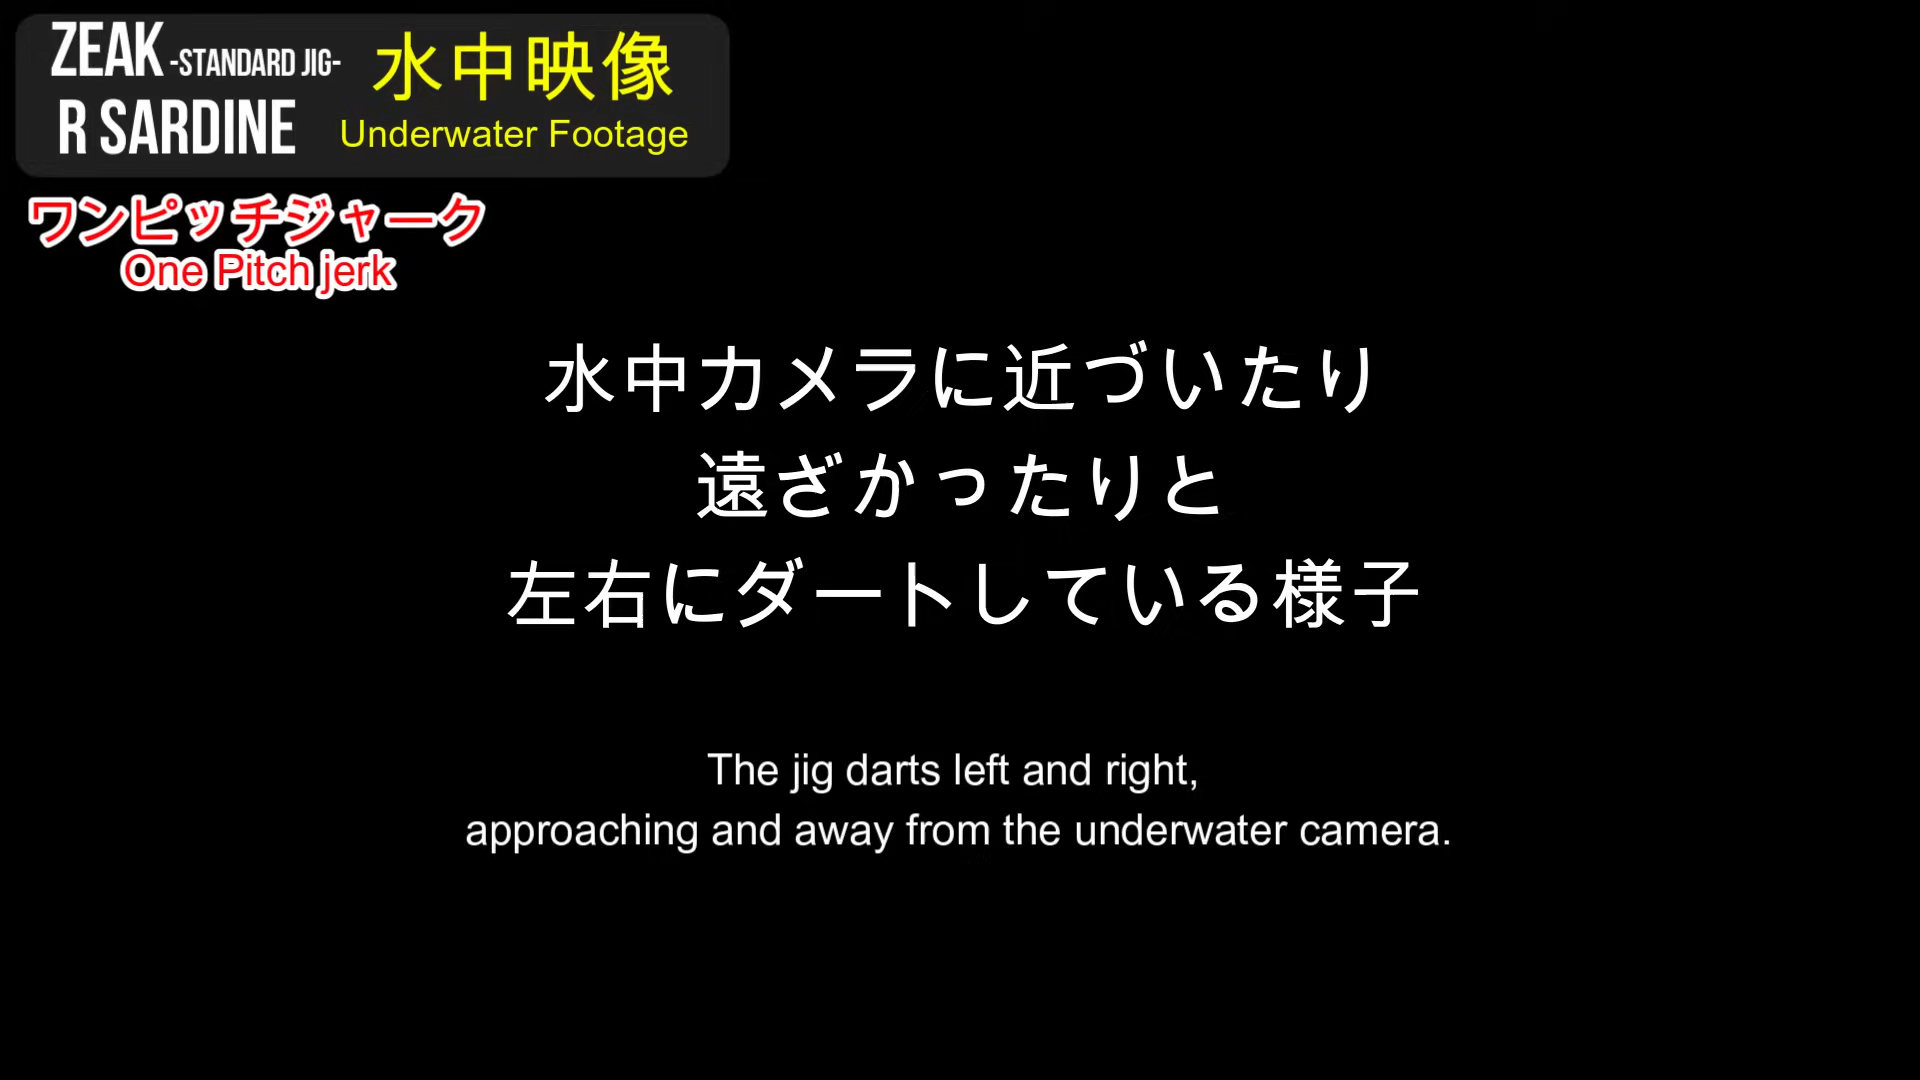 ZEAK -STANDARD JIG-
R SARDINE
水中映像
Underwater Footage
ワンピッチジャーク
One Pitch jerk
水中カメラに近づいたり
遠ざかったりと
左右にダートしている様子
The jig darts left and right,
approaching and away from the underwater camera.